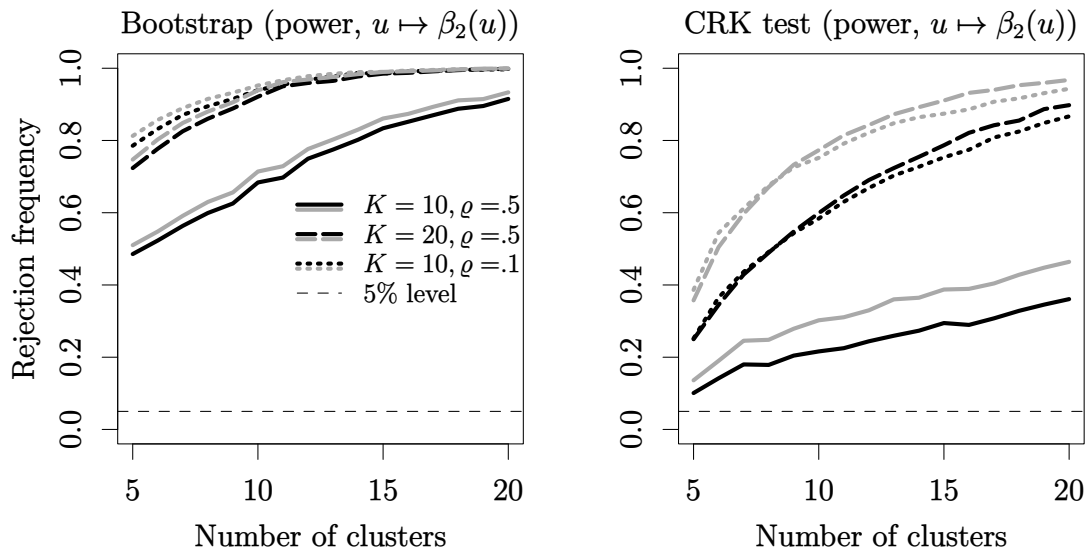 Bootstrap (power, u ↦ β₂(u))
Rejection frequency
1.0
0.8
0.6
0.4
0.2
0.0
K = 10, ϱ =.5
K = 20, ϱ =.5
K = 10, ϱ =.1
5% level
5 10 15 20
Number of clusters
CRK test (power, u ↦ β₂(u))
1.0
0.8
0.6
0.4
0.2
0.0
5 10 15 20
Number of clusters